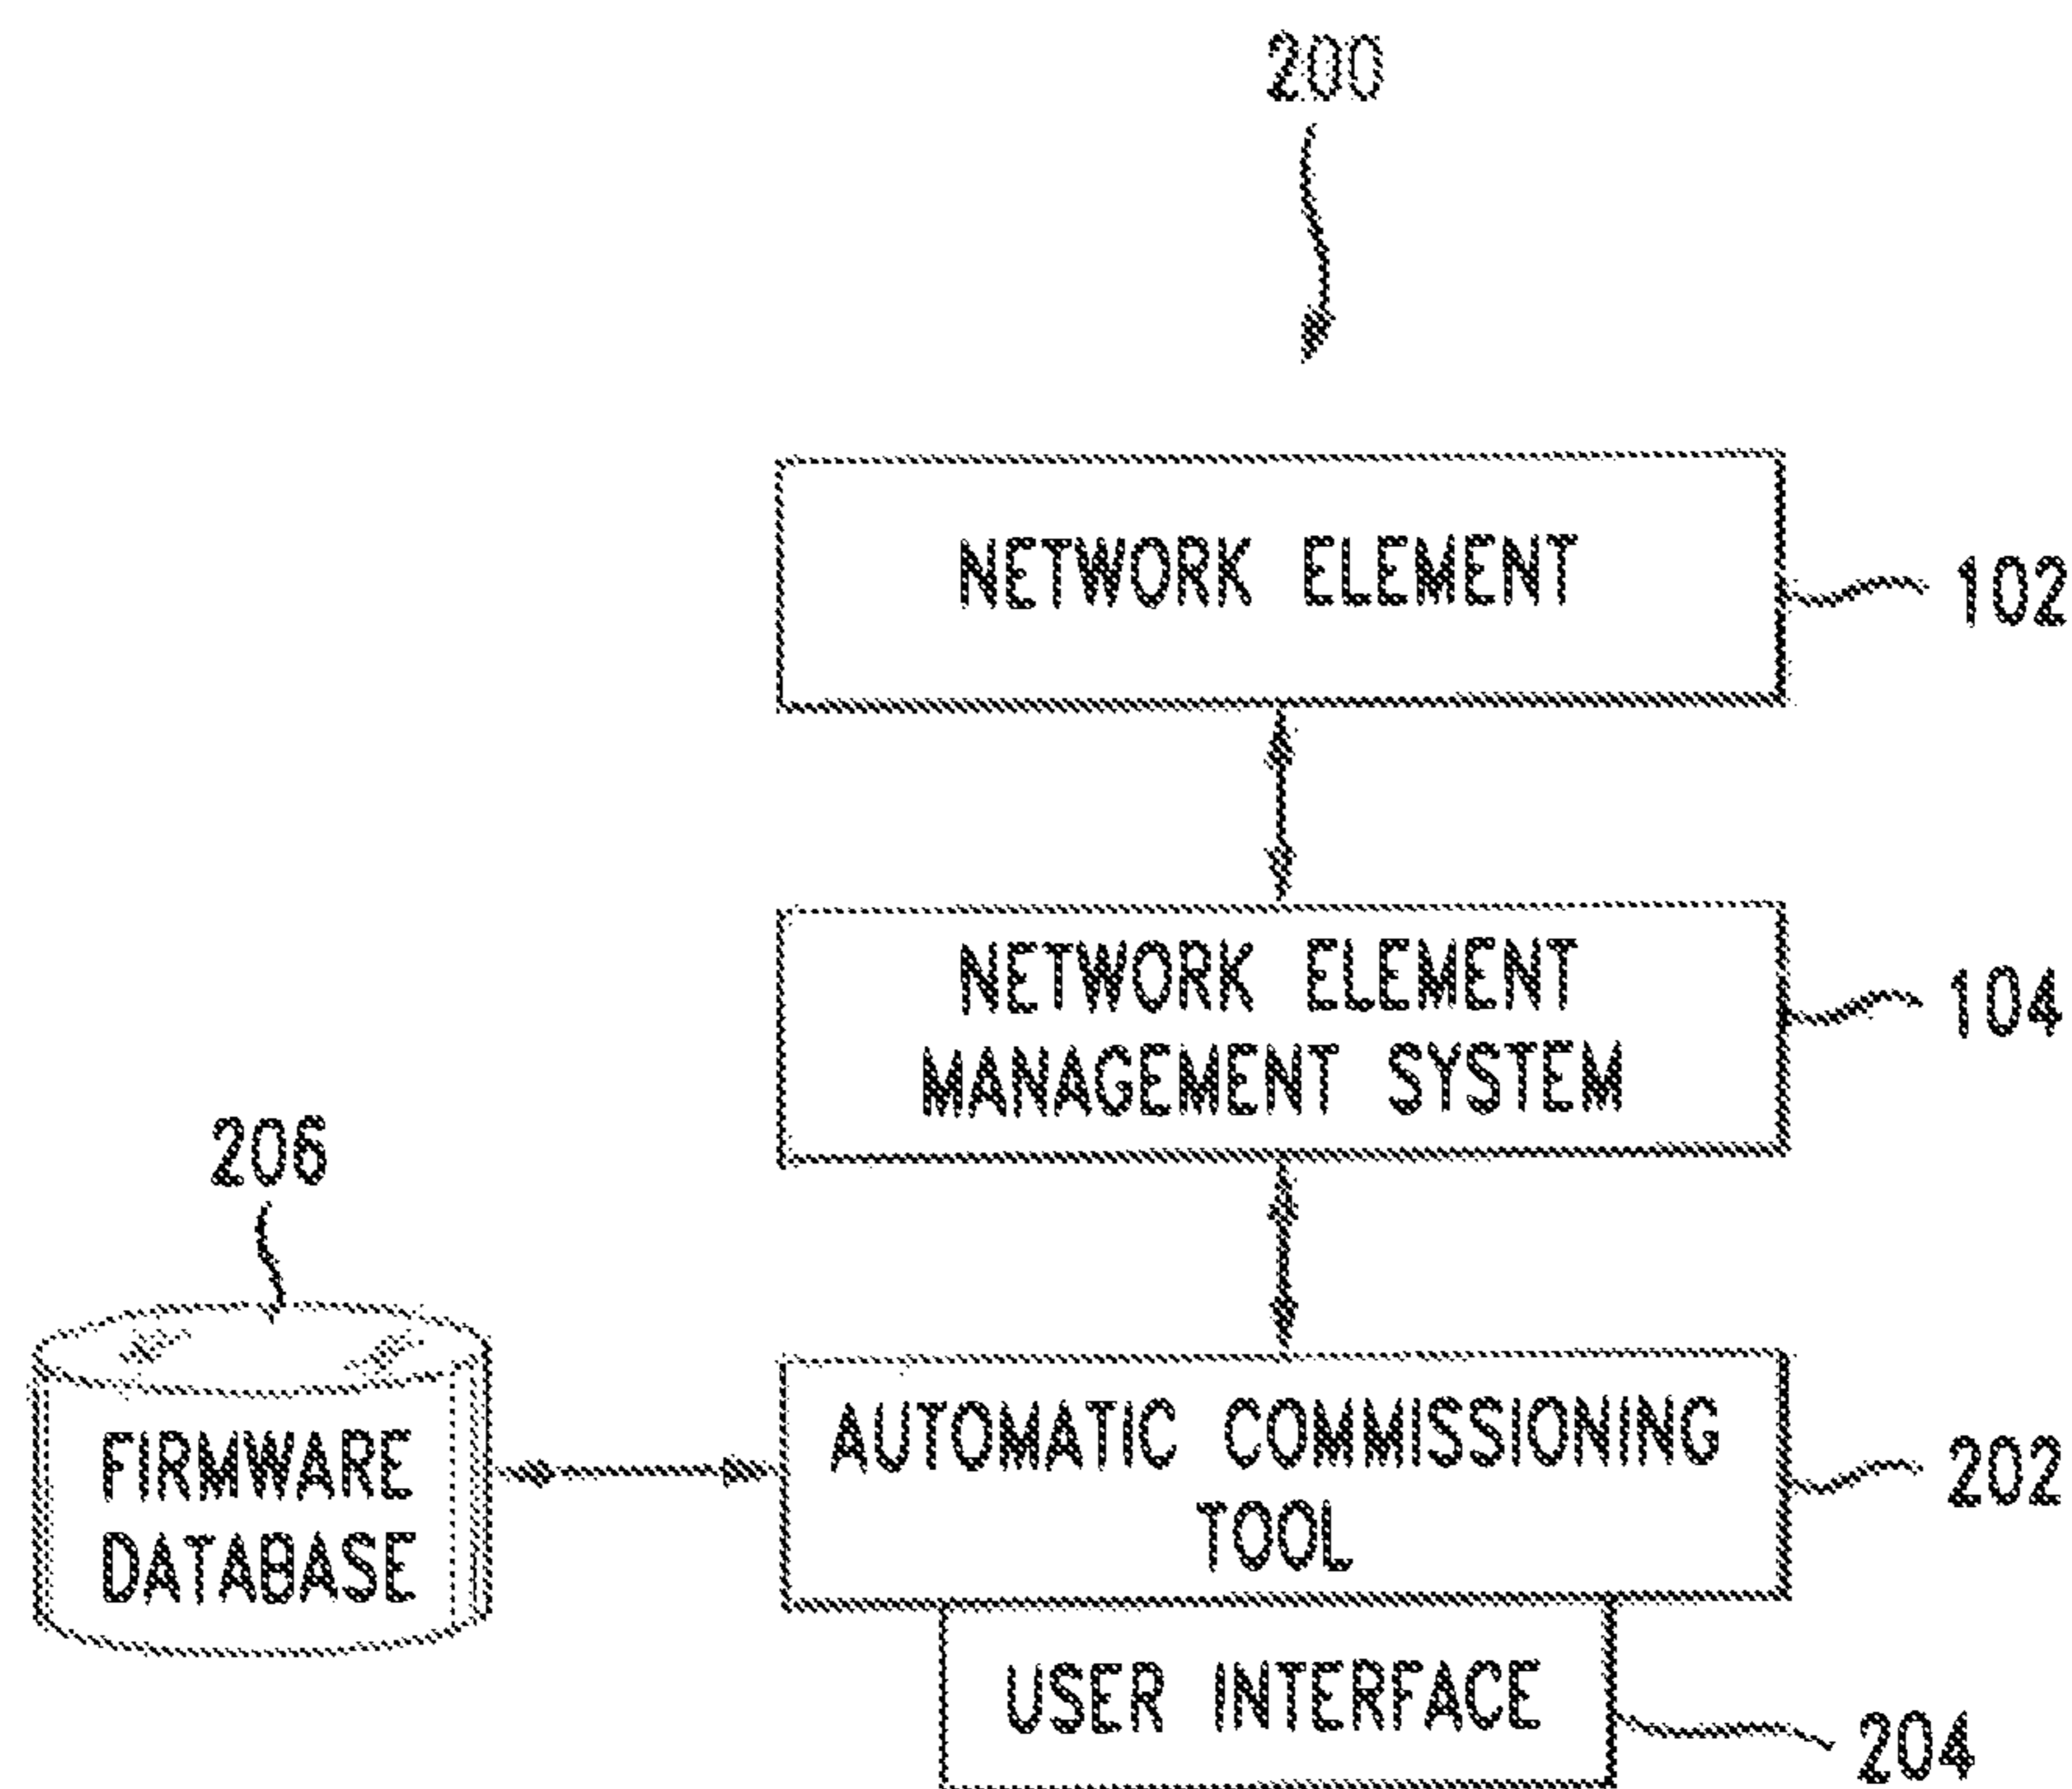 200
NETWORK ELEMENT
102
NETWORK ELEMENT
MANAGEMENT SYSTEM
104
206
FIRMWARE
DATABASE
AUTOMATIC COMMISSIONING
TOOL
202
USER INTERFACE
204